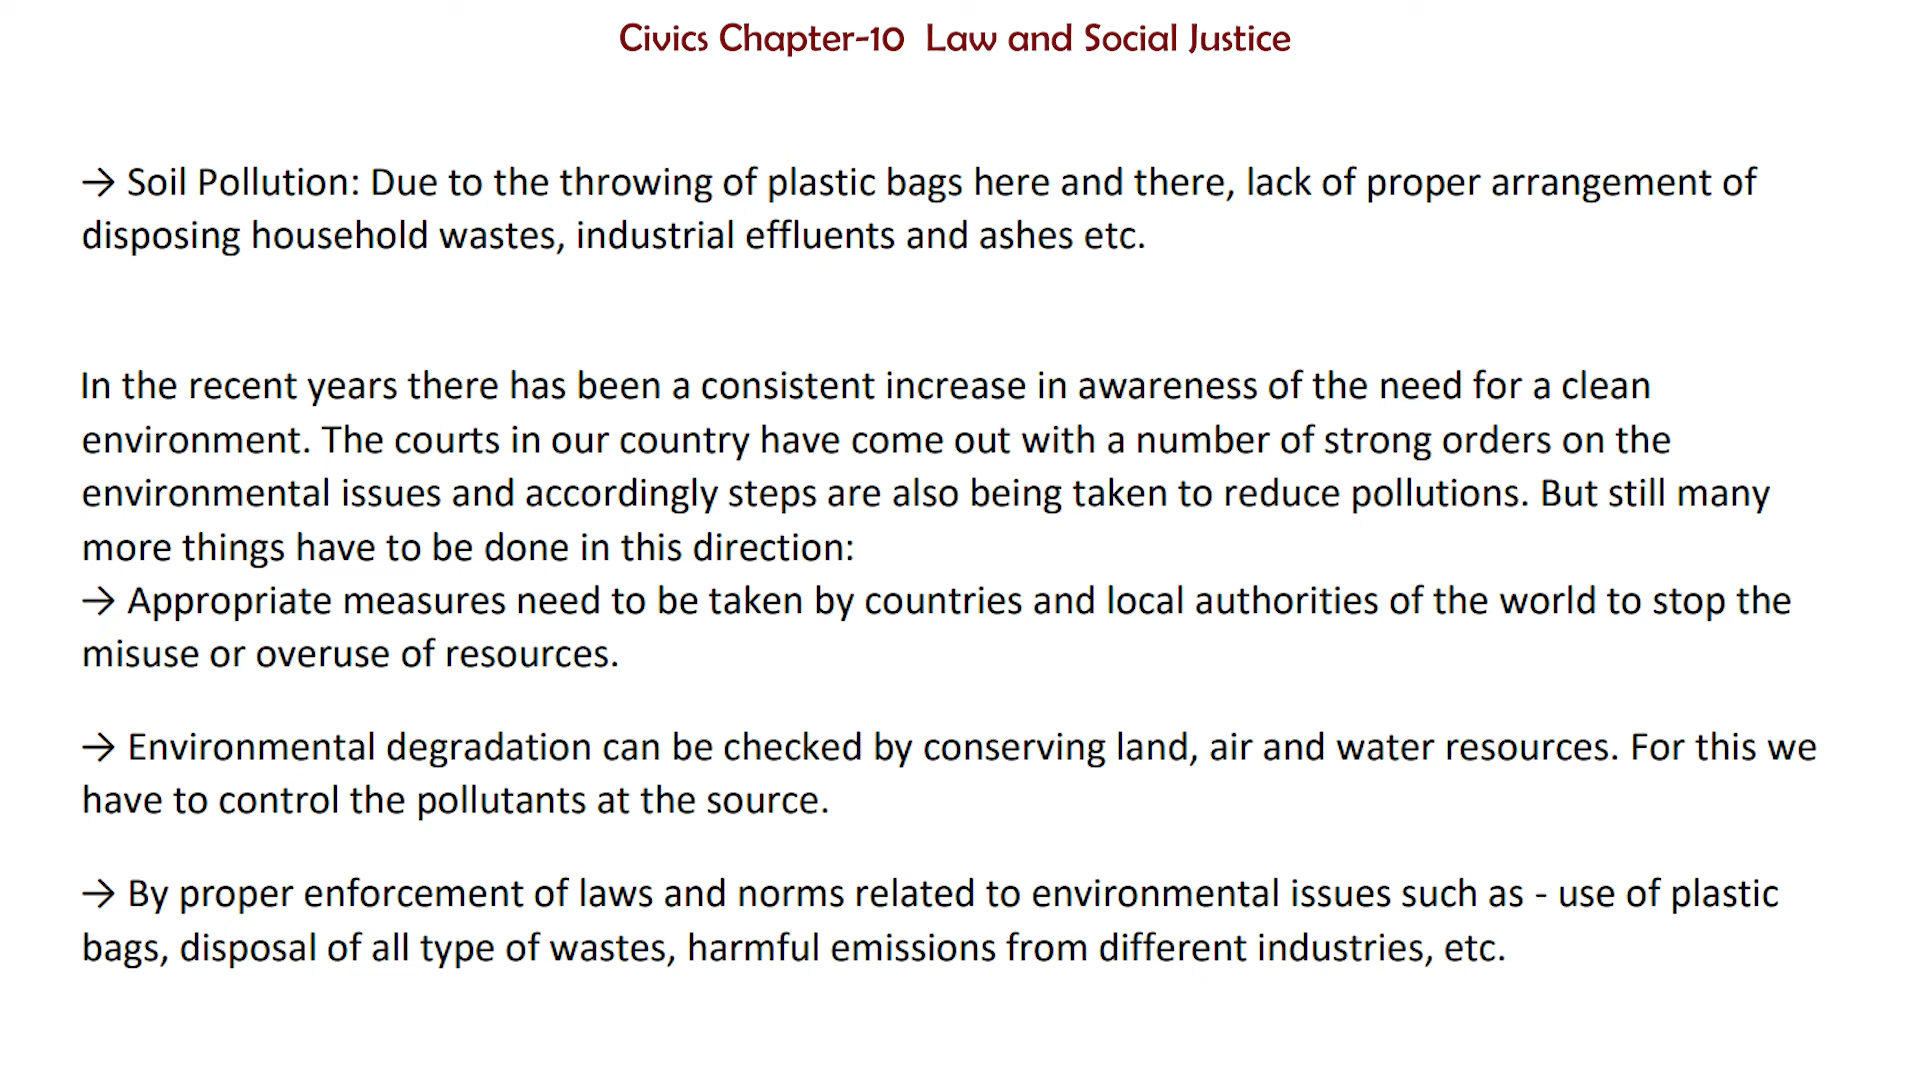 Civics Chapter-10 Law and Social Justice
→ Soil Pollution: Due to the throwing of plastic bags here and there, lack of proper arrangement of
disposing household wastes, industrial effluents and ashes etc.
In the recent years there has been a consistent increase in awareness of the need for a clean
environment. The courts in our country have come out with a number of strong orders on the
environmental issues and accordingly steps are also being taken to reduce pollutions. But still many
more things have to be done in this direction:
→ Appropriate measures need to be taken by countries and local authorities of the world to stop the
misuse or overuse of resources.
→ Environmental degradation can be checked by conserving land, air and water resources. For this we
have to control the pollutants at the source.
→ By proper enforcement of laws and norms related to environmental issues such as - use of plastic
bags, disposal of all type of wastes, harmful emissions from different industries, etc.